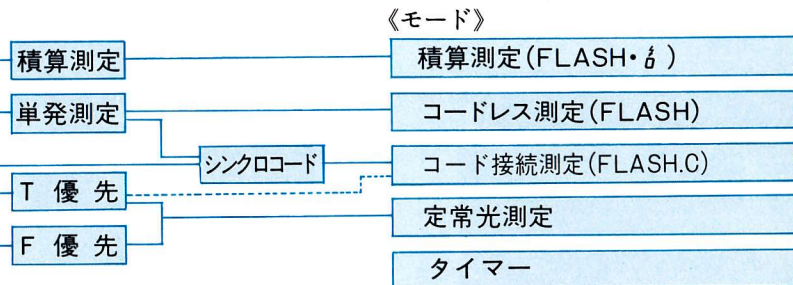 《モード》
積算測定
積算測定(FLASH•
単発測定
コードレス測定(FLASH)
シンクロコード
コード接続測定(FLASH.C)
T 優先
定常光測定
F 優先
タイマー